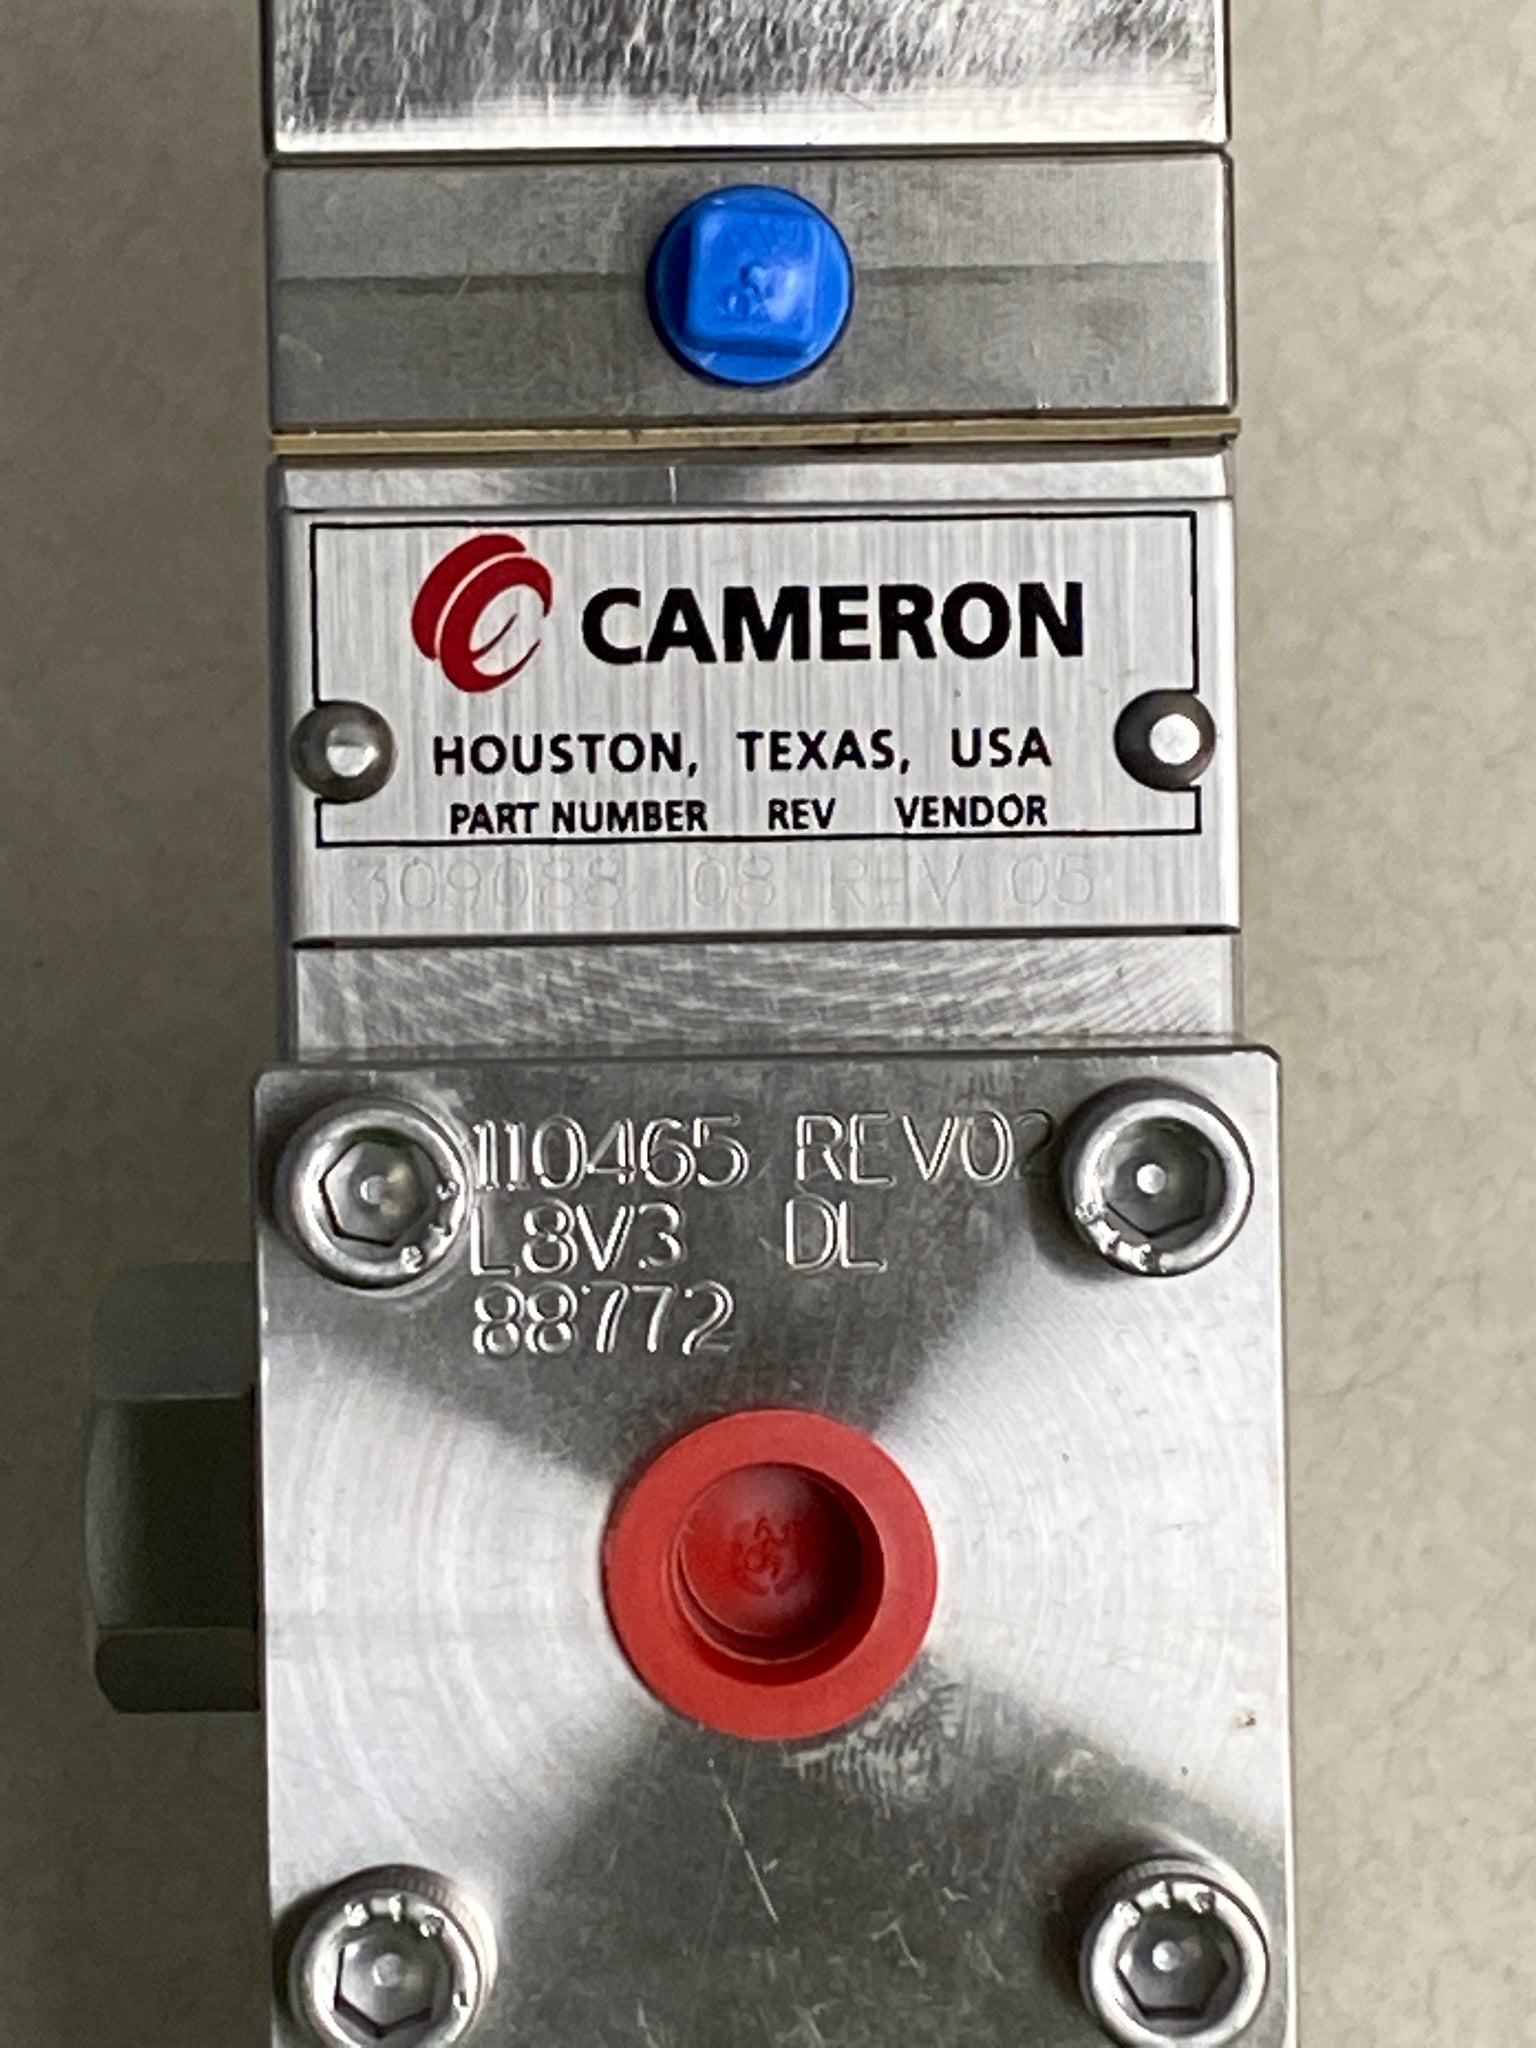 CAMERON
HOUSTON, TEXAS, USA
PART NUMBER REV VENDOR
309088 08 REV 05
110465 REV02
L8V3 DL
88772